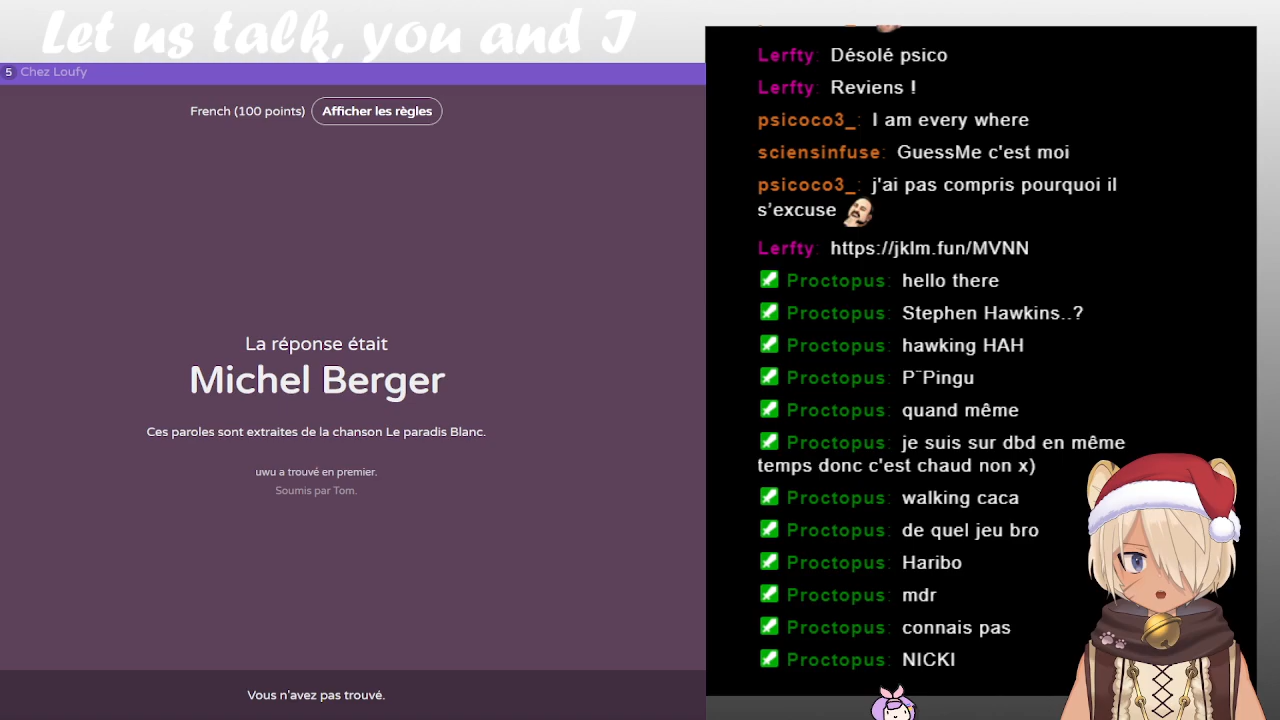 Let us talk, you and I
5 Chez Loufy
French (100 points) Afficher les règles
La réponse était
Michel Berger
Ces paroles sont extraites de la chanson Le paradis Blanc.
uwu a trouvé en premier.
Soumis par Tom.
Vous n'avez pas trouvé.
Lerfty: Désolé psico
Lerfty: Reviens !
psicoco3_: I am every where
sciensinfuse: GuessMe c'est moi
psicoco3_: j'ai pas compris pourquoi il
s'excuse
Lerfty: https://jklm.fun/MVNN
Proctopus: hello there
Proctopus: Stephen Hawkins..?
Proctopus: hawking HAH
Proctopus: P¨Pingu
Proctopus: quand même
Proctopus: je suis sur dbd en même
temps donc c'est chaud non x)
Proctopus: walking caca
Proctopus: de quel jeu bro
Proctopus: Haribo
Proctopus: mdr
Proctopus: connais pas
Proctopus: NICKI